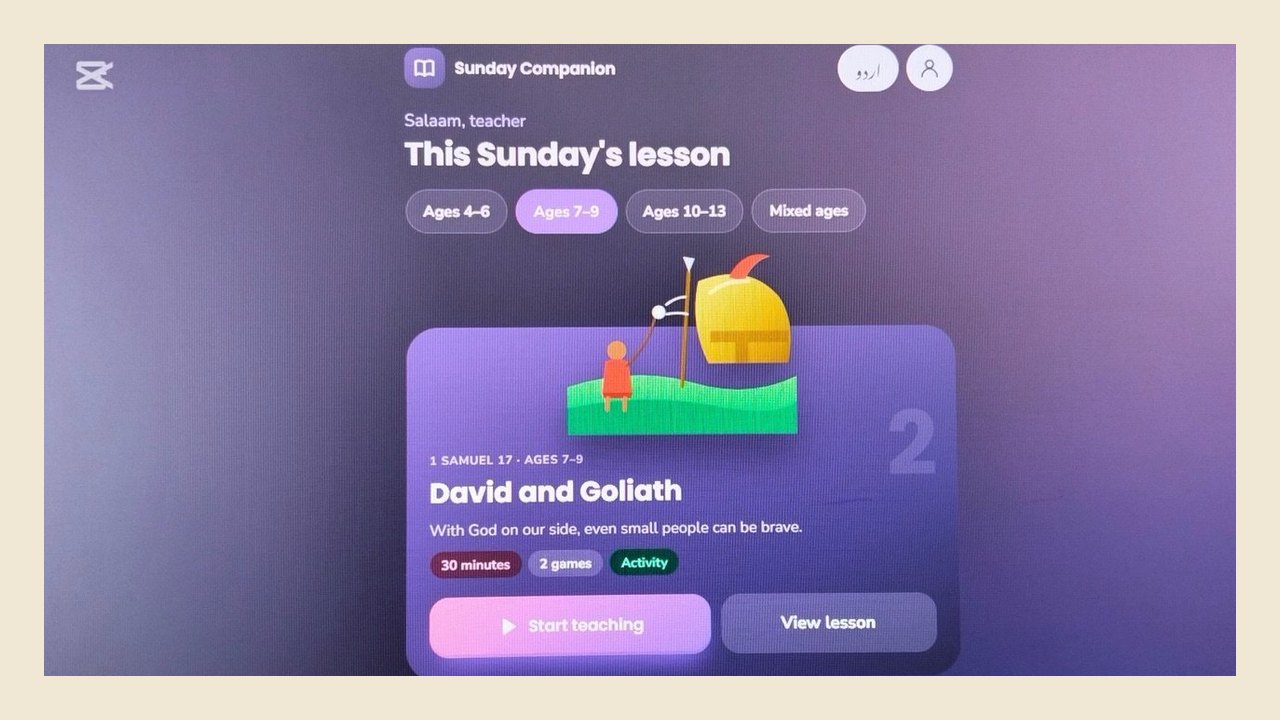 Sunday Companion
اردو
Salaam, teacher
This Sunday's lesson
Ages 4–6 Ages 7–9 Ages 10–13 Mixed ages
2
1 SAMUEL 17 · AGES 7–9
David and Goliath
With God on our side, even small people can be brave.
30 minutes 2 games Activity
Start teaching View lesson